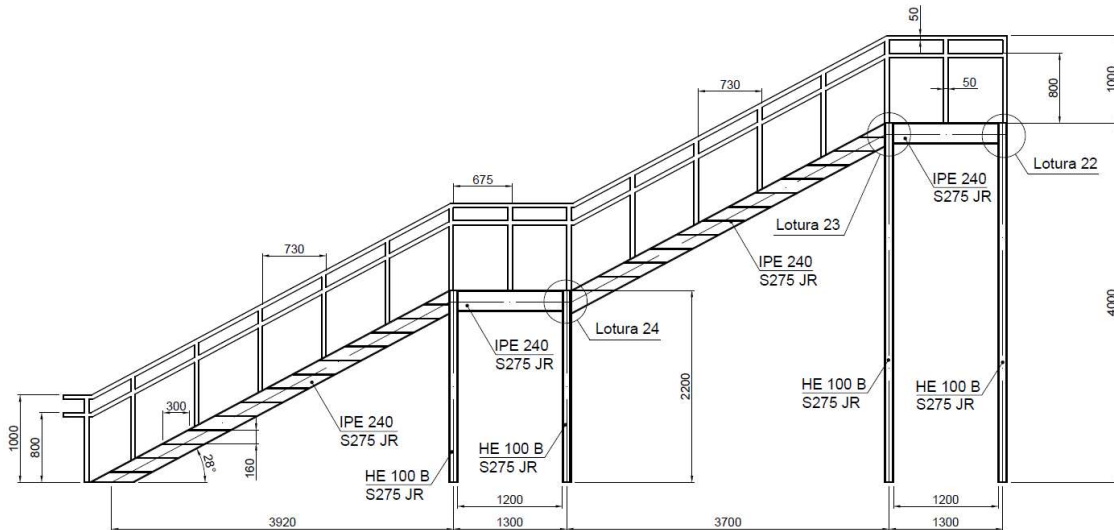 50
730
50
800
1000
Lotura 22
IPE 240
S275 JR
Lotura 23
675
IPE 240
S275 JR
730
Lotura 24
IPE 240
S275 JR
4000
HE 100 B
S275 JR
HE 100 B
S275 JR
2200
300
IPE 240
S275 JR
1000
800
28°
160
HE 100 B
S275 JR
HE 100 B
S275 JR
1200
1200
3920
1300
3700
1300